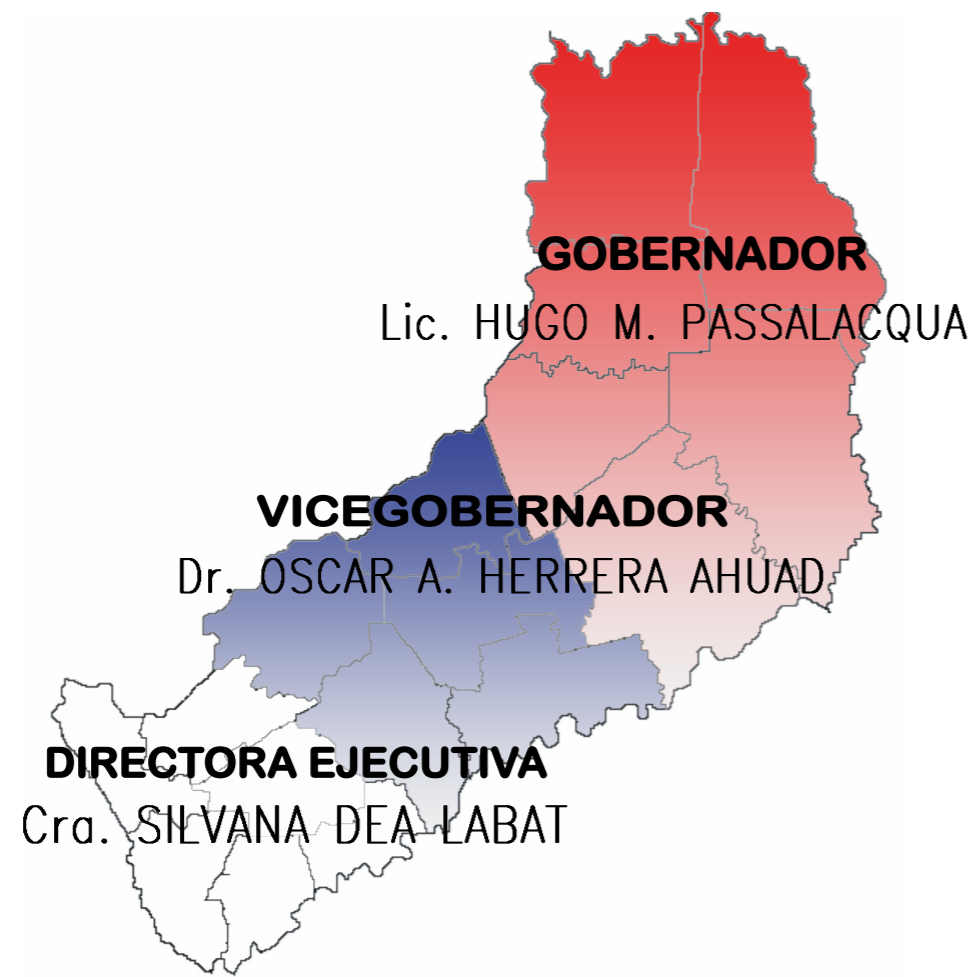 GOBERNADOR
Lic. HUGO M. PASSALACQUA
VICEGOBERNADOR
Dr. OSCAR A. HERRERA AHUAD
DIRECTORA EJECUTIVA
Cra. SILVANA DEA LABAT